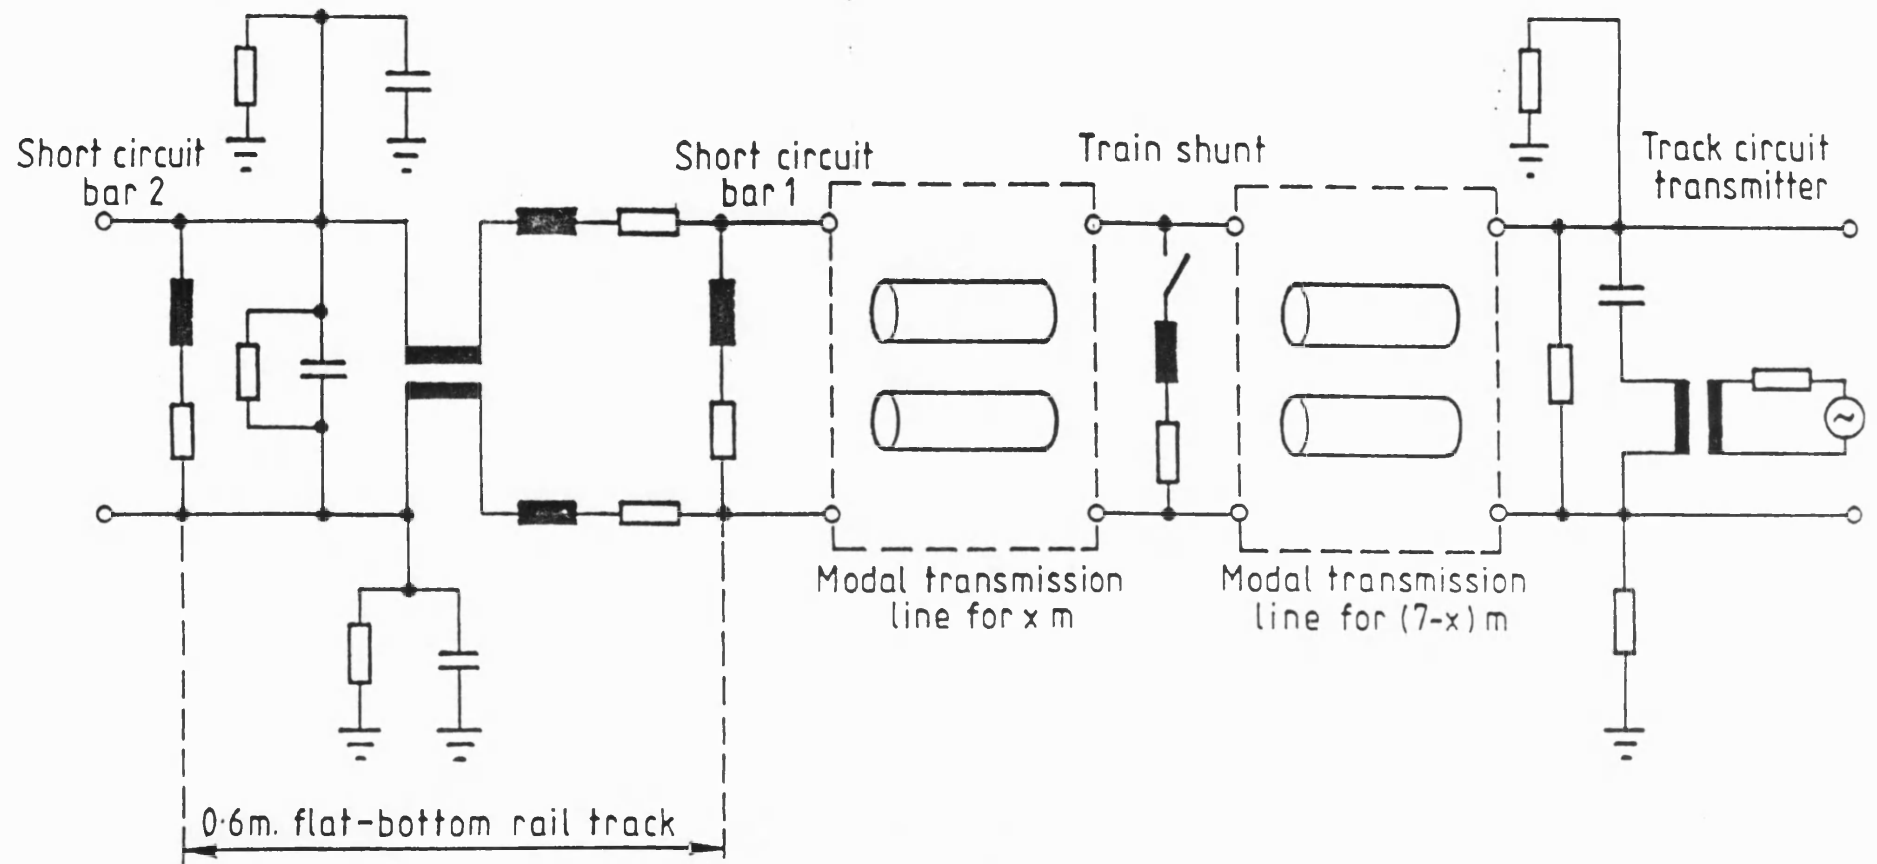 Short circuit
bar 2
Short circuit
bar 1
Train shunt
Track circuit
transmitter
Modal transmission
line for x m
Modal transmission
line for (7-x) m
0·6m. flat-bottom rail track